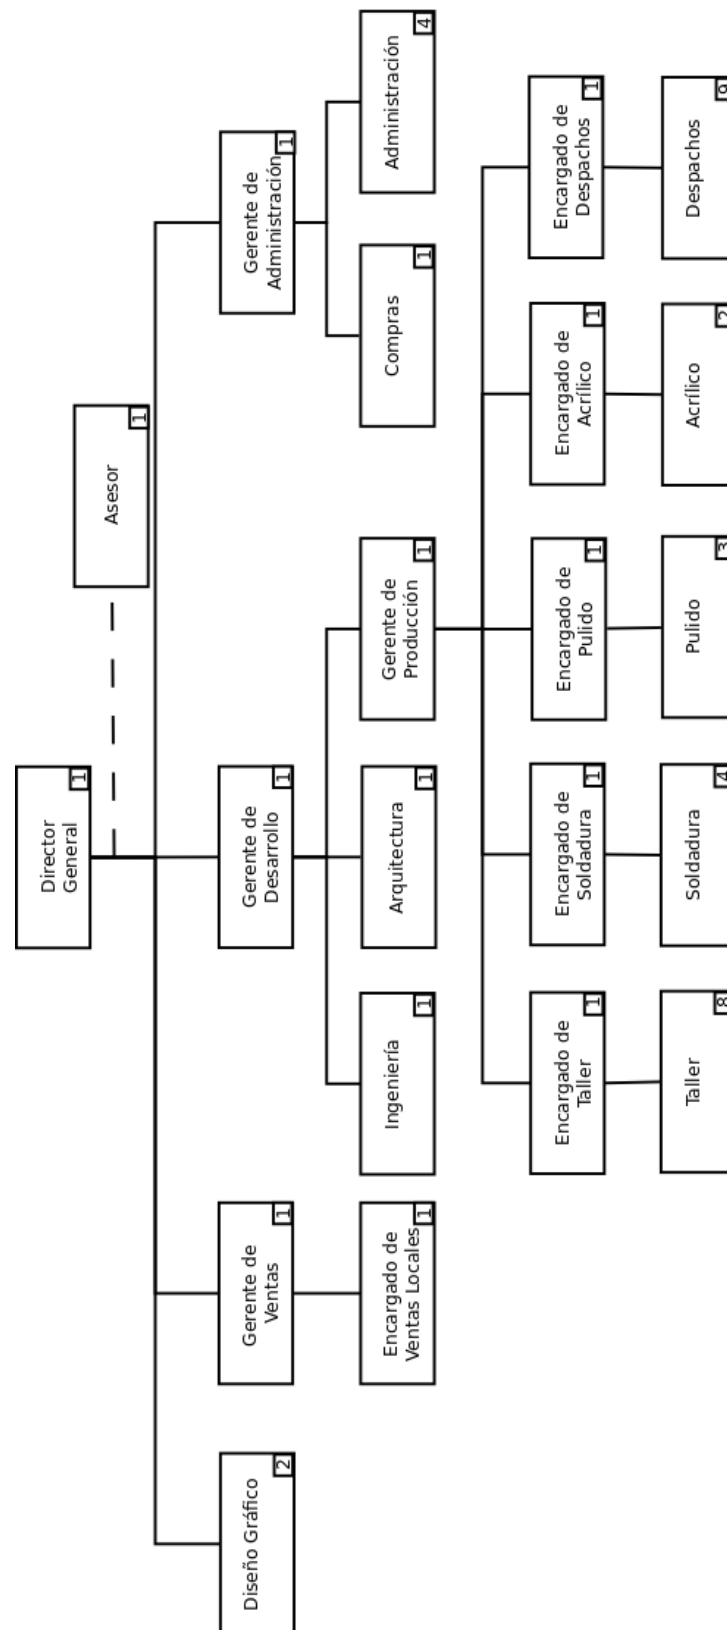 Director
General
1
Asesor
1
Diseño Gráfico
2
Gerente de
Ventas
1
Gerente de
Desarrollo
1
Gerente de
Administración
1
Encargado de
Ventas Locales
1
Ingeniería
1
Arquitectura
1
Gerente de
Producción
1
Compras
1
Administración
4
Encargado de
Taller
1
Encargado de
Soldadura
1
Encargado de
Pulido
1
Encargado de
Acrílico
1
Encargado de
Despachos
1
Taller
8
Soldadura
4
Pulido
3
Acrílico
2
Despachos
9